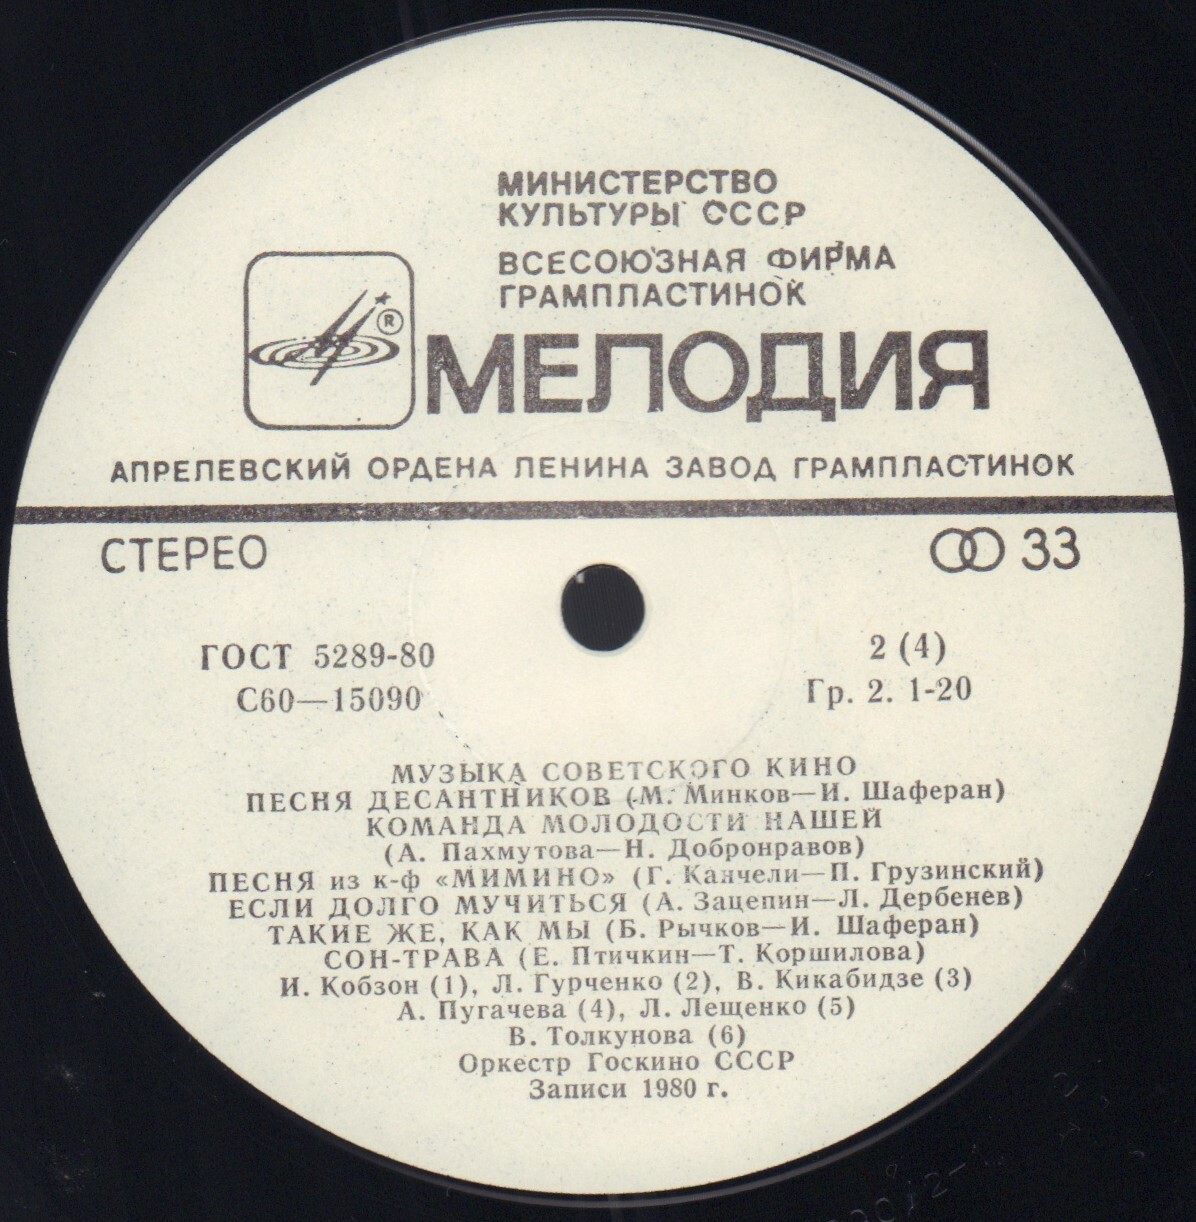 МИНИСТЕРСТВО
КУЛЬТУРЫ СССР
ВСЕСОЮЗНАЯ ФИРМА
ГРАМПЛАСТИНОК
®
МЕЛОДИЯ
АПРЕЛЕВСКИЙ ОРДЕНА ЛЕНИНА ЗАВОД ГРАМПЛАСТИНОК
СТЕРЕО
33
ГОСТ 5289-80
2 (4)
С60—15090
Гр. 2. 1-20
МУЗЫКА СОВЕТСКОГО КИНО
ПЕСНЯ ДЕСАНТНИКОВ (М. Минков—И. Шаферан)
КОМАНДА МОЛОДОСТИ НАШЕЙ
(А. Пахмутова—Н. Добронравов)
ПЕСНЯ из к-ф «МИМИНО» (Г. Канчели—П. Грузинский)
ЕСЛИ ДОЛГО МУЧИТЬСЯ (А. Зацепин—Л. Дербенев)
ТАКИЕ ЖЕ, КАК МЫ (Б. Рычков—И. Шаферан)
СОН-ТРАВА (Е. Птичкин—Т. Коршилова)
И. Кобзон (1), Л. Гурченко (2), В. Кикабидзе (3)
А. Пугачева (4), Л. Лещенко (5)
В. Толкунова (6)
Оркестр Госкино СССР
Записи 1980 г.